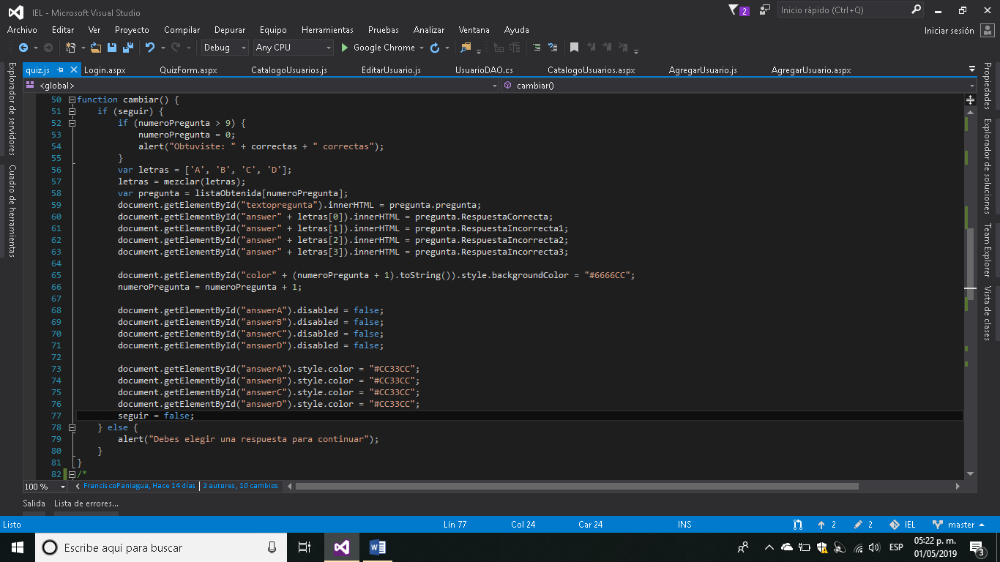 IEL - Microsoft Visual Studio
2
Inicio rápido (Ctrl+Q)
Archivo Editar Ver Proyecto Compilar Depurar Equipo Herramientas Pruebas Analizar Ventana Ayuda
Iniciar sesión
Debug Any CPU Google Chrome
quiz.js Login.aspx QuizForm.aspx CatalogoUsuarios.js EditarUsuario.js UsuarioDAO.cs CatalogoUsuarios.aspx AgregarUsuario.js AgregarUsuario.aspx
<global> cambiar()
Explorador de servidores
Cuadro de herramientas
50 function cambiar() {
51 if (seguir) {
52 if (numeroPregunta > 9) {
53 numeroPregunta = 0;
54 alert("Obtuviste: " + correctas + " correctas");
55 }
56 var letras = ['A', 'B', 'C', 'D'];
57 letras = mezclar(letras);
58 var pregunta = listaObtenida[numeroPregunta];
59 document.getElementById("textopregunta").innerHTML = pregunta.pregunta;
60 document.getElementById("answer" + letras[0]).innerHTML = pregunta.RespuestaCorrecta;
61 document.getElementById("answer" + letras[1]).innerHTML = pregunta.RespuestaIncorrecta1;
62 document.getElementById("answer" + letras[2]).innerHTML = pregunta.RespuestaIncorrecta2;
63 document.getElementById("answer" + letras[3]).innerHTML = pregunta.RespuestaIncorrecta3;
64
65 document.getElementById("color" + (numeroPregunta + 1).toString()).style.backgroundColor = "#6666CC";
66 numeroPregunta = numeroPregunta + 1;
67
68 document.getElementById("answerA").disabled = false;
69 document.getElementById("answerB").disabled = false;
70 document.getElementById("answerC").disabled = false;
71 document.getElementById("answerD").disabled = false;
72
73 document.getElementById("answerA").style.color = "#CC33CC";
74 document.getElementById("answerB").style.color = "#CC33CC";
75 document.getElementById("answerC").style.color = "#CC33CC";
76 document.getElementById("answerD").style.color = "#CC33CC";
77 seguir = false;
78 } else {
79 alert("Debes elegir una respuesta para continuar");
80 }
81 }
82 /*
Propiedades
Explorador de soluciones
Team Explorer
Vista de clases
100 % FranciscoPaniagua, Hace 14 días | 2 autores, 10 cambios
Salida Lista de errores...
Listo Lín 77 Col 24 Car 24 INS 2 2 IEL master
Escribe aquí para buscar
ESP
05:22 p. m.
01/05/2019
3